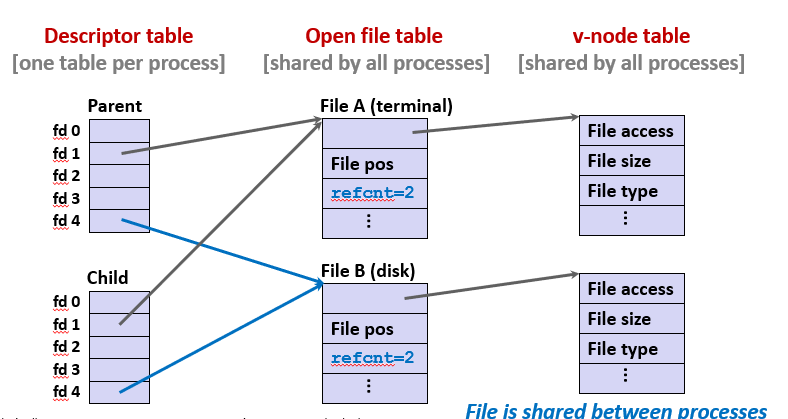 Descriptor table
[one table per process]
Open file table
[shared by all processes]
v-node table
[shared by all processes]
Parent
fd 0
fd 1
fd 2
fd 3
fd 4
File A (terminal)
File pos
refcnt=2
⋮
File access
File size
File type
⋮
Child
fd 0
fd 1
fd 2
fd 3
fd 4
File B (disk)
File pos
refcnt=2
⋮
File access
File size
File type
⋮
File is shared between processes